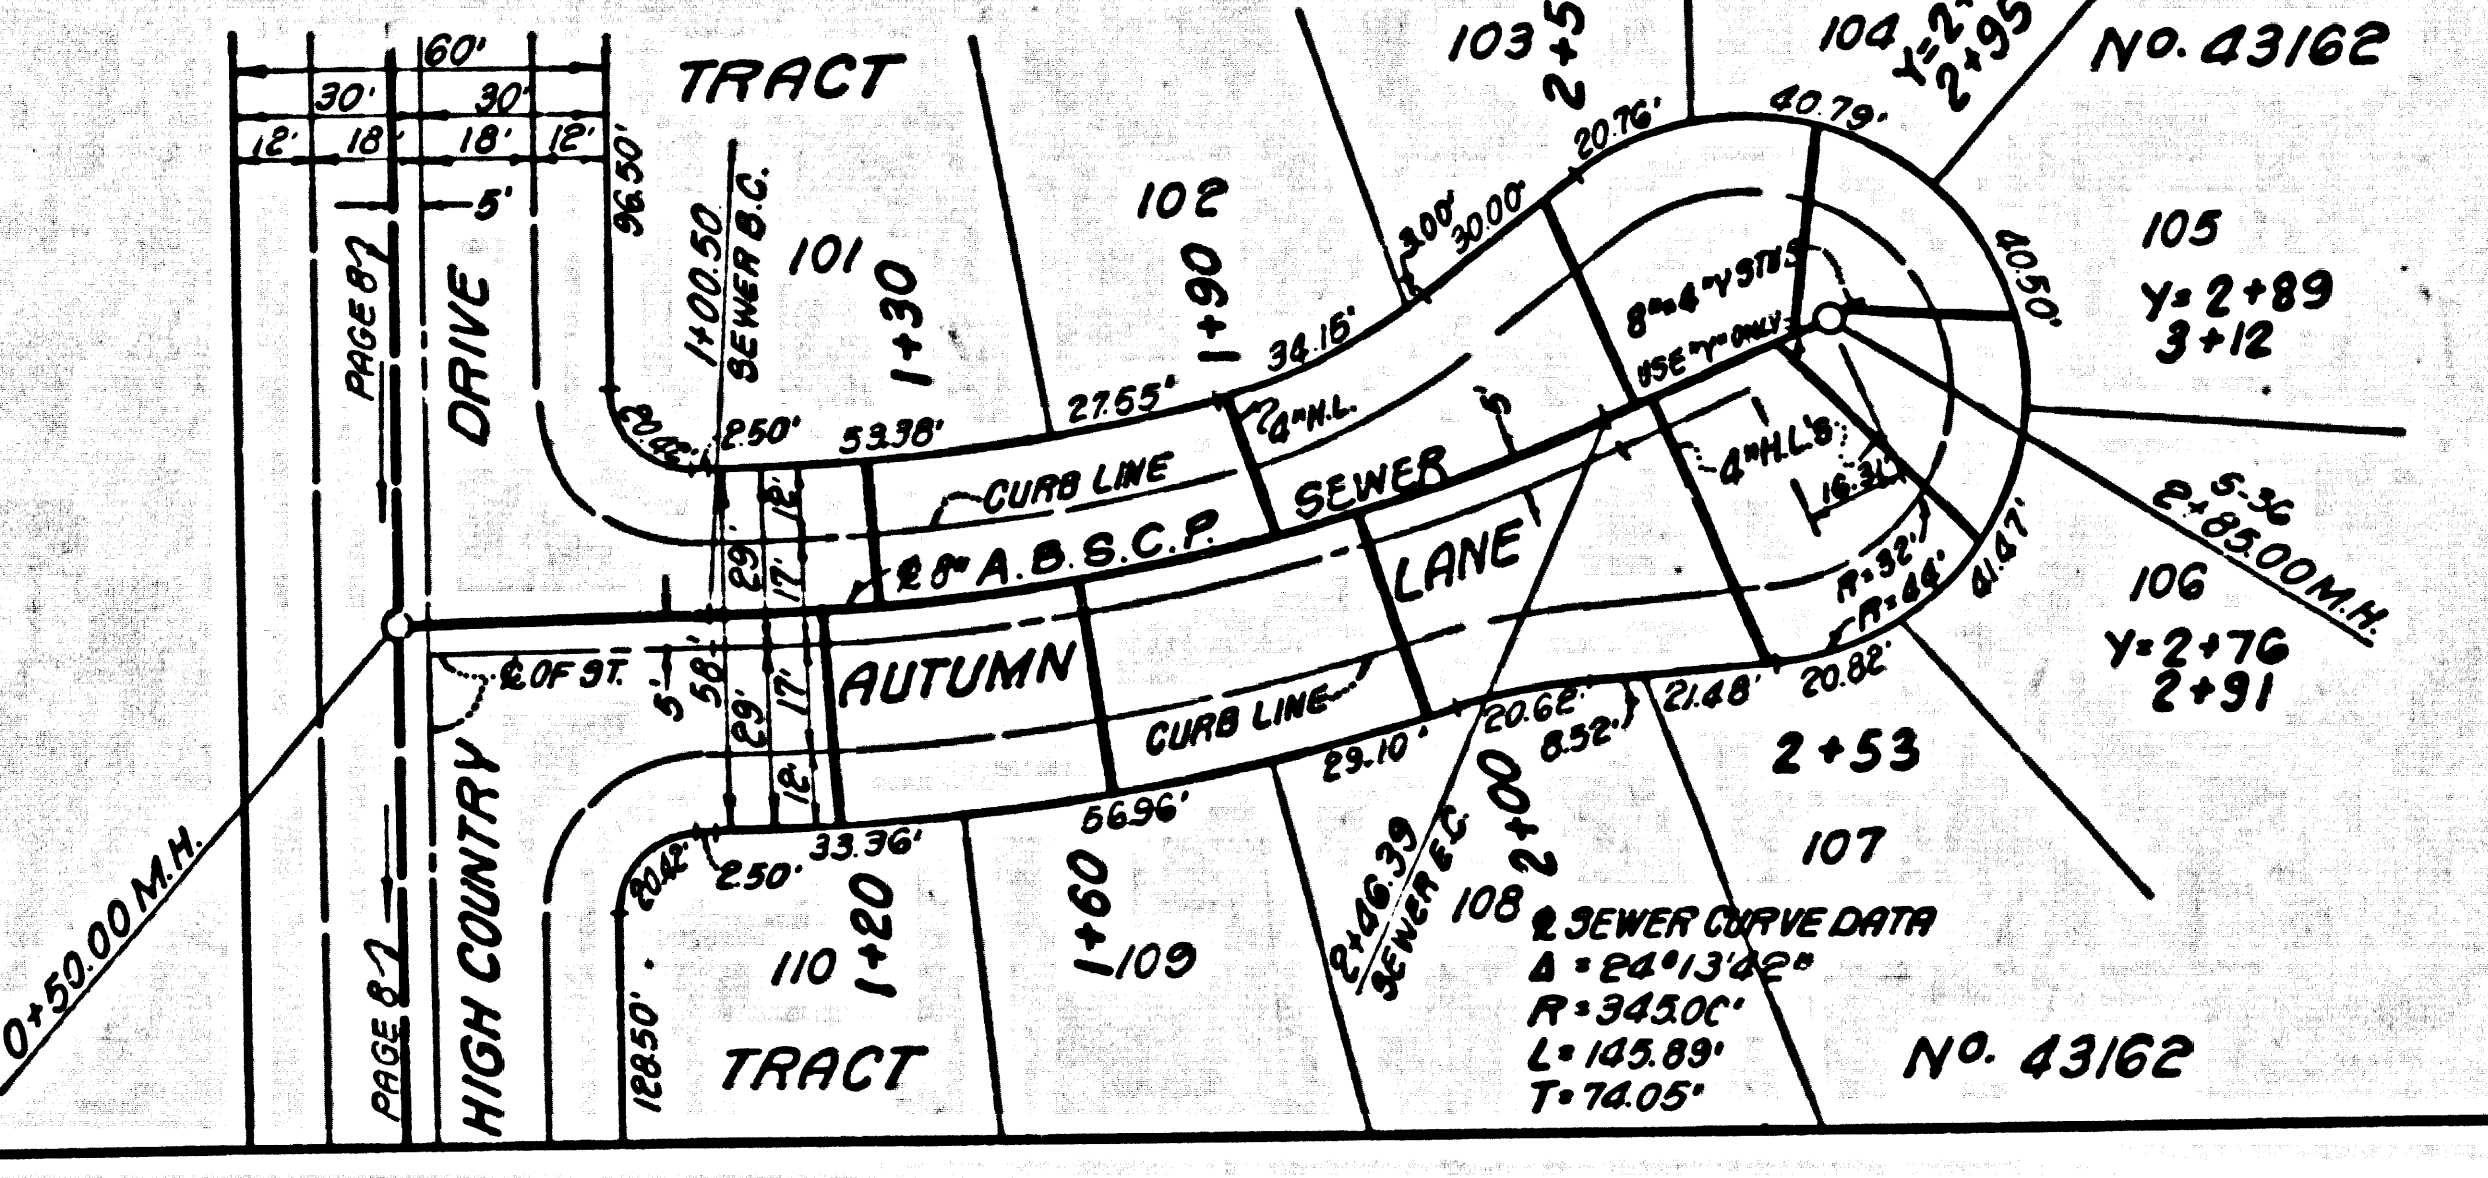 60'
30' 30'
12' 18' 18' 12'
5'
96.50'
TRACT
No. 43162
103
104
102
101
105
Y= 2+89
3+12
106
Y= 2+76
2+91
2+53
107
108
109
110
1+00.50
SEWER B.C.
1+30
1+90
PAGE 87
DRIVE
2.50'
53.38'
27.55'
34.15'
3.00'
30.00'
20.76'
40.79'
40.50'
41.47'
20.82'
21.48'
8.52'
20.62'
29.10'
56.96'
33.36'
2.50'
20.42'
20.42'
8"x4"Y STUBS
USE "Y" ONLY
4"H.L.
4"H.L.'S
16.31'
R=32'
R=44'
S-36
2+85.00 M.H.
CURB LINE
℄ 8" A.B.S.C.P. SEWER
5'
AUTUMN LANE
CURB LINE
℄ OF ST.
5'
58'
29'
29'
12'
17'
17'
12'
0+50.00 M.H.
PAGE 87
HIGH COUNTRY
128.50'
1+20
1+60
2+00
2+46.39
SEWER E.C.
TRACT
No. 43162
℄ SEWER CURVE DATA
Δ = 24°13'42"
R = 345.00'
L = 145.89'
T = 74.05'